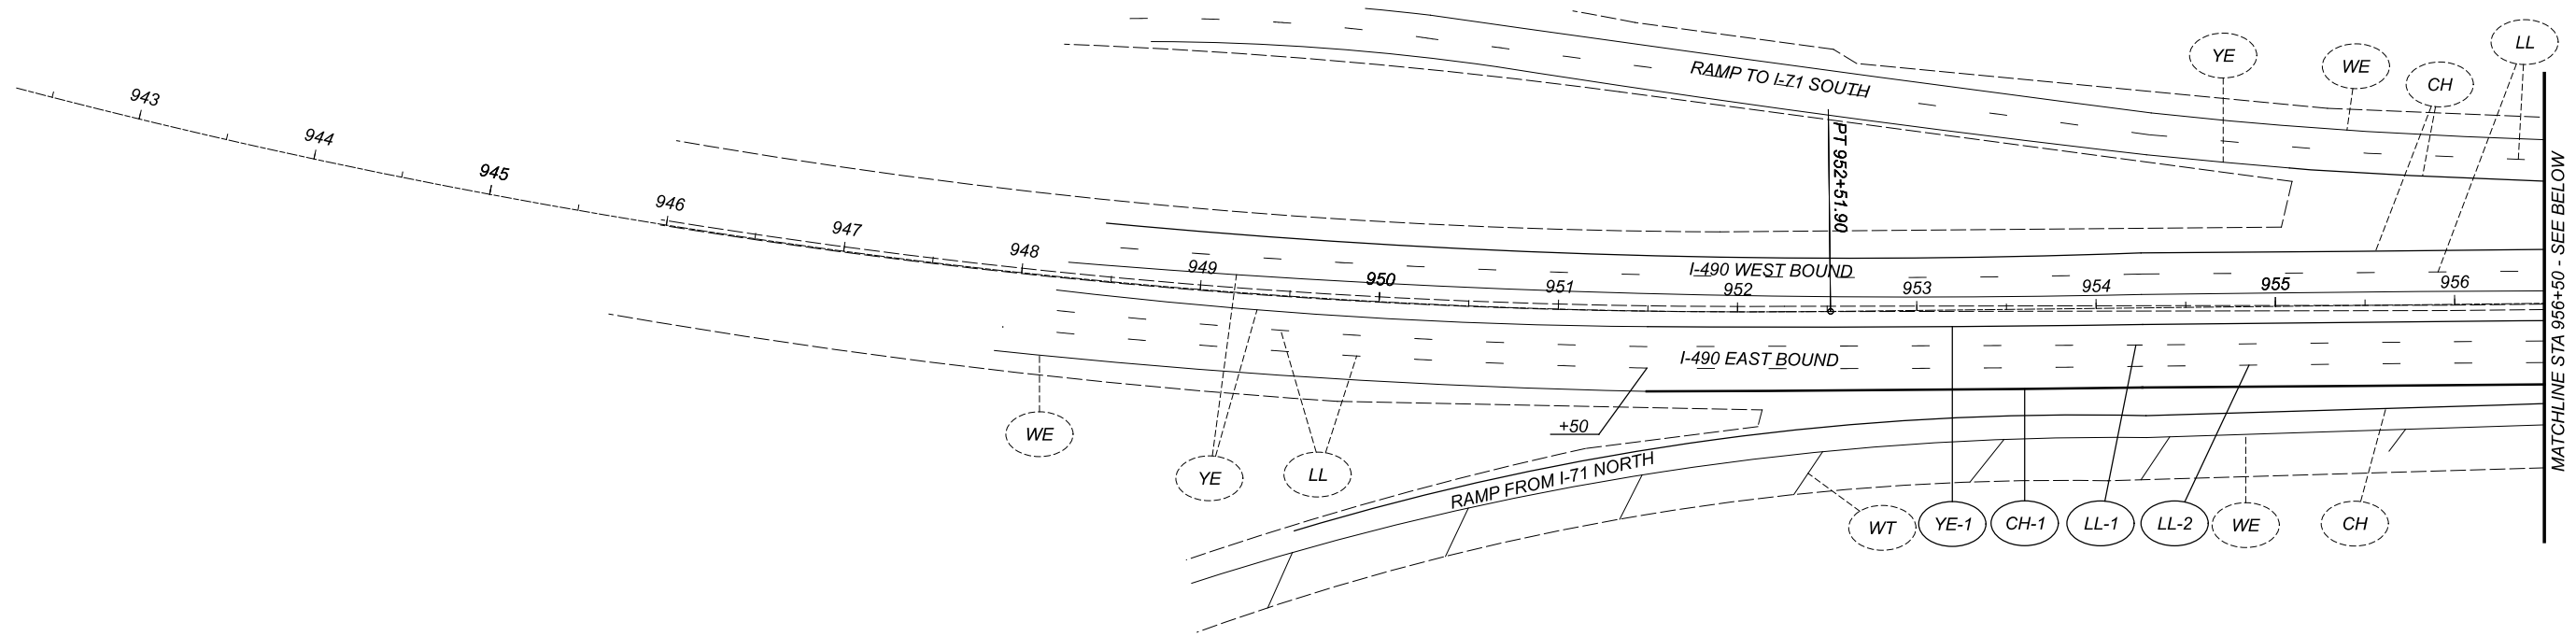 943
944
945
946
947
948
949
950
951
952
953
954
955
956
RAMP TO I-71 SOUTH
YE
WE
CH
LL
PT 952+51.90
I-490 WEST BOUND
I-490 EAST BOUND
MATCHLINE STA 956+50 - SEE BELOW
+50
RAMP FROM I-71 NORTH
WE
YE
LL
WT
YE-1
CH-1
LL-1
LL-2
WE
CH